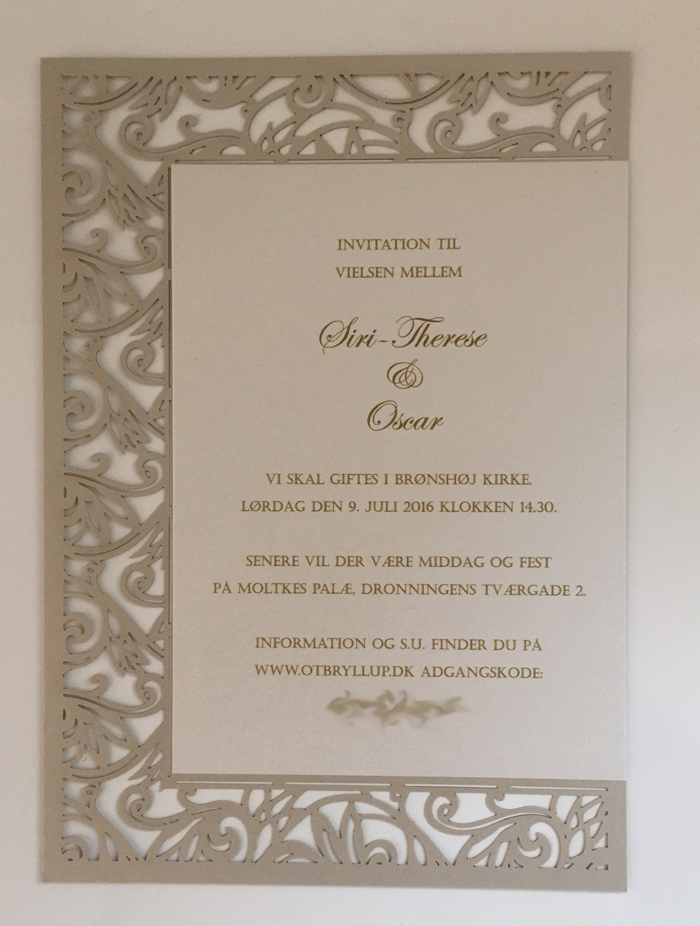 INVITATION TIL
VIELSEN MELLEM
Siri-Therese
&
Oscar
VI SKAL GIFTES I BRØNSHØJ KIRKE,
LØRDAG DEN 9. JULI 2016 KLOKKEN 14.30.
SENERE VIL DER VÆRE MIDDAG OG FEST
PÅ MOLTKES PALÆ, DRONNINGENS TVÆRGADE 2.
INFORMATION OG S.U. FINDER DU PÅ
WWW.OTBRYLLUP.DK ADGANGSKODE: